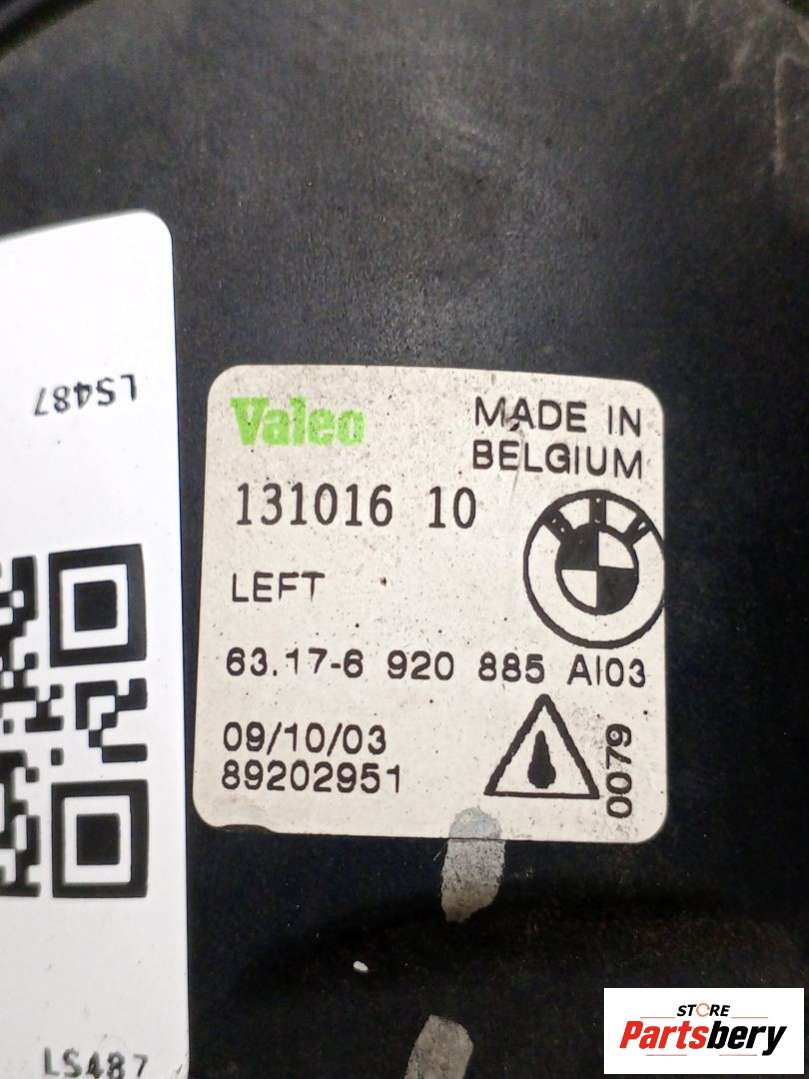 LS487
Valeo
MADE IN
BELGIUM
131016 10
LEFT
63.17-6 920 885 AI03
09/10/03
89202951
0079
LS487
STORE
Partsbery